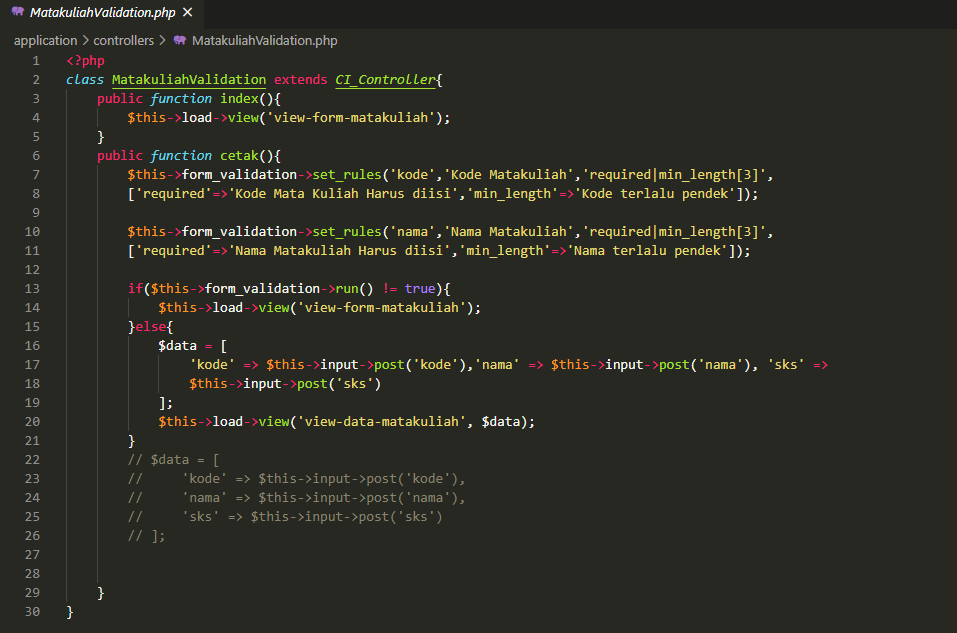 MatakuliahValidation.php ×
application > controllers > MatakuliahValidation.php
1 <?php
2 class MatakuliahValidation extends CI_Controller{
3     public function index(){
4         $this->load->view('view-form-matakuliah');
5     }
6     public function cetak(){
7         $this->form_validation->set_rules('kode','Kode Matakuliah','required|min_length[3]',
8         ['required'=>'Kode Mata Kuliah Harus diisi','min_length'=>'Kode terlalu pendek']);
9
10         $this->form_validation->set_rules('nama','Nama Matakuliah','required|min_length[3]',
11         ['required'=>'Nama Matakuliah Harus diisi','min_length'=>'Nama terlalu pendek']);
12
13         if($this->form_validation->run() != true){
14             $this->load->view('view-form-matakuliah');
15         }else{
16             $data = [
17                 'kode' => $this->input->post('kode'),'nama' => $this->input->post('nama'), 'sks' =>
18                 $this->input->post('sks')
19             ];
20             $this->load->view('view-data-matakuliah', $data);
21         }
22         // $data = [
23         //     'kode' => $this->input->post('kode'),
24         //     'nama' => $this->input->post('nama'),
25         //     'sks' => $this->input->post('sks')
26         // ];
27
28
29     }
30 }